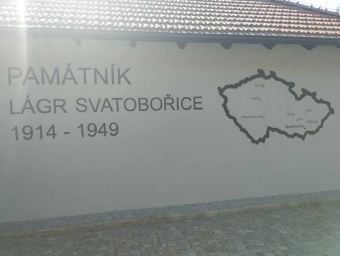 PAMÁTNÍK
LÁGR SVATOBOŘICE
1914 - 1949